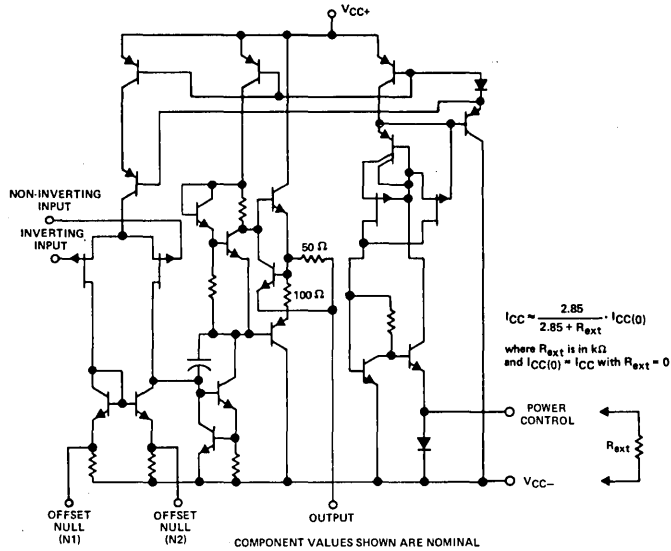 VCC+
NON-INVERTING
INPUT
INVERTING
INPUT
50 Ω
100 Ω
ICC ≈ 2.85 / 2.85 + Rext · ICC(0)
where Rext is in kΩ
and ICC(0) = ICC with Rext = 0
POWER
CONTROL
Rext
VCC−
OFFSET
NULL
(N1)
OFFSET
NULL
(N2)
OUTPUT
COMPONENT VALUES SHOWN ARE NOMINAL